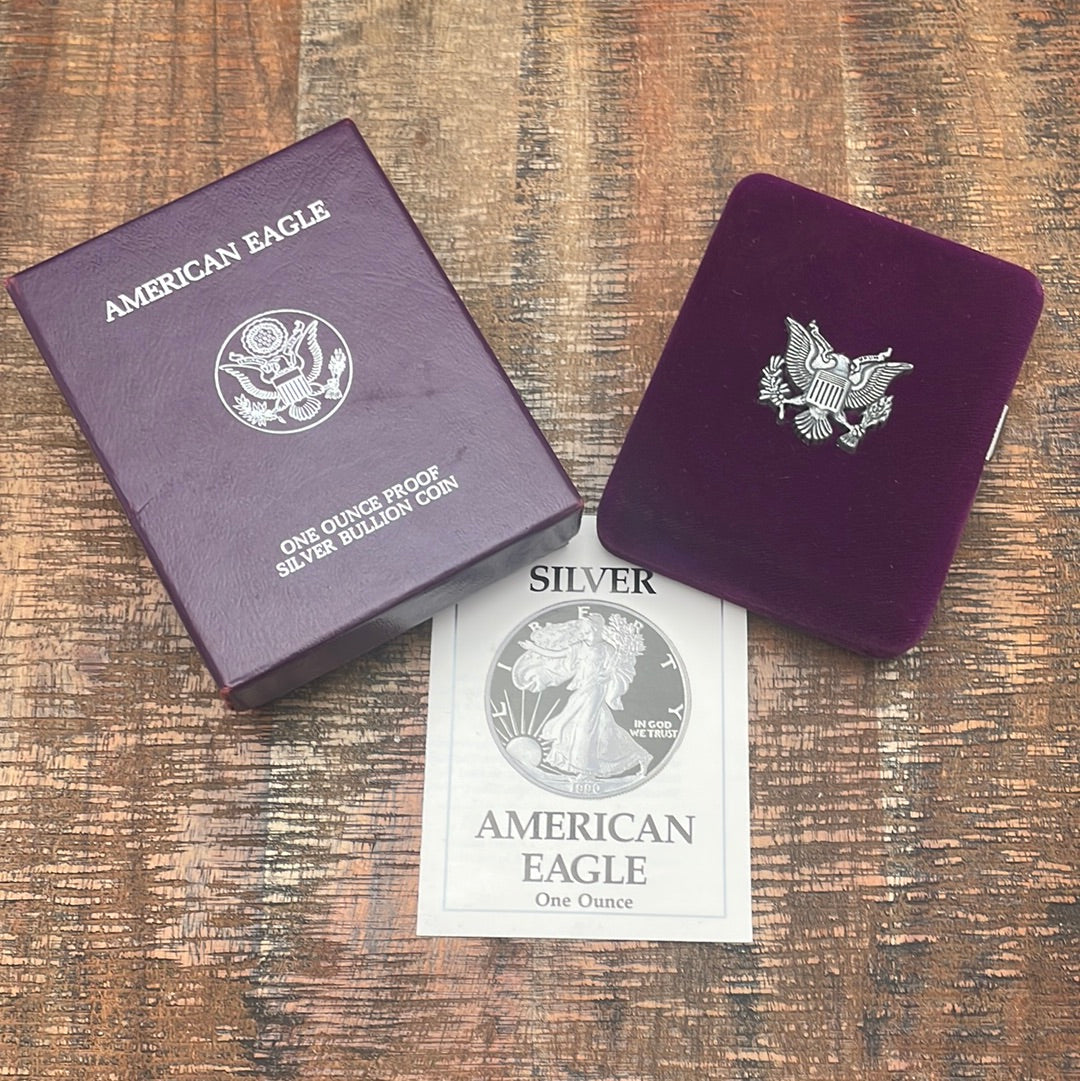 AMERICAN EAGLE
ONE OUNCE PROOF
SILVER BULLION COIN
SILVER
LIBERTY
IN GOD
WE TRUST
1990
AMERICAN
EAGLE
One Ounce